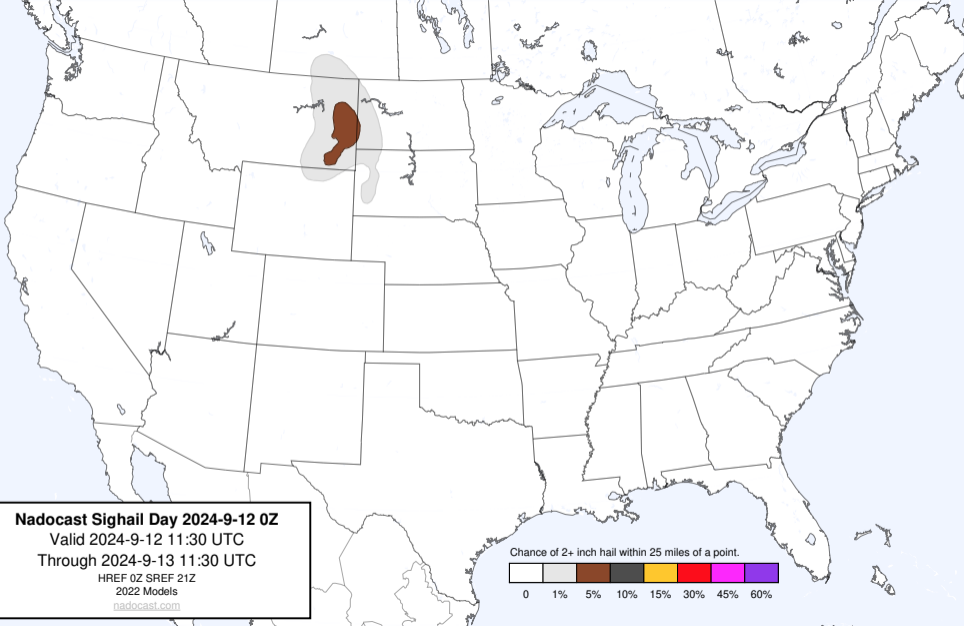 Nadocast Sighail Day 2024-9-12 0Z
Valid 2024-9-12 11:30 UTC
Through 2024-9-13 11:30 UTC
HREF 0Z SREF 21Z
2022 Models
nadocast.com
Chance of 2+ inch hail within 25 miles of a point.
0 1% 5% 10% 15% 30% 45% 60%